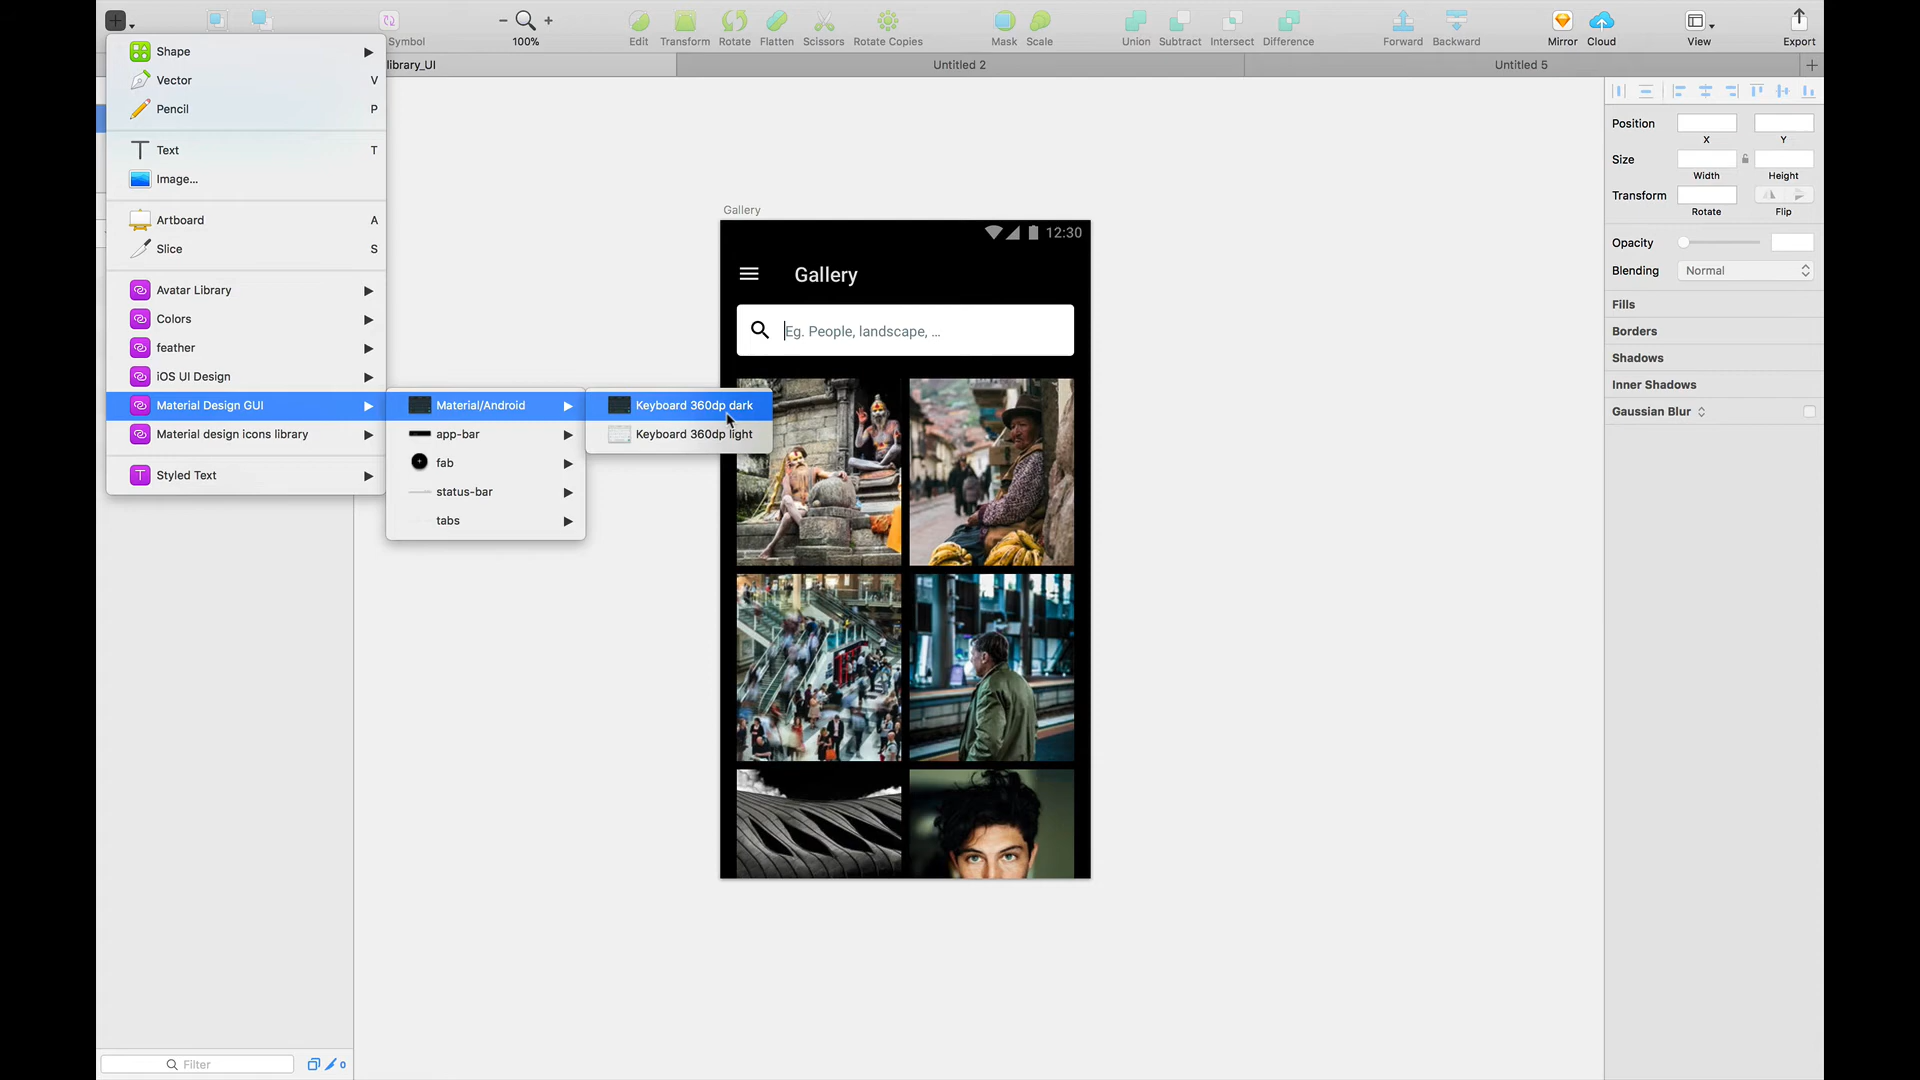 Symbol
100%
Edit
Transform
Rotate
Flatten
Scissors
Rotate Copies
Mask
Scale
Union
Subtract
Intersect
Difference
Forward
Backward
Mirror
Cloud
View
Export
library_UI
Untitled 2
Untitled 5
Shape
Vector V
Pencil P
Text T
Image...
Artboard A
Slice S
Avatar Library
Colors
feather
iOS UI Design
Material Design GUI
Material design icons library
Styled Text
Material/Android
app-bar
fab
status-bar
tabs
Keyboard 360dp dark
Keyboard 360dp light
Gallery
12:30
Gallery
Eg. People, landscape, ...
Position
X
Y
Size
Width
Height
Transform
Rotate
Flip
Opacity
Blending
Normal
Fills
Borders
Shadows
Inner Shadows
Gaussian Blur
Filter
0